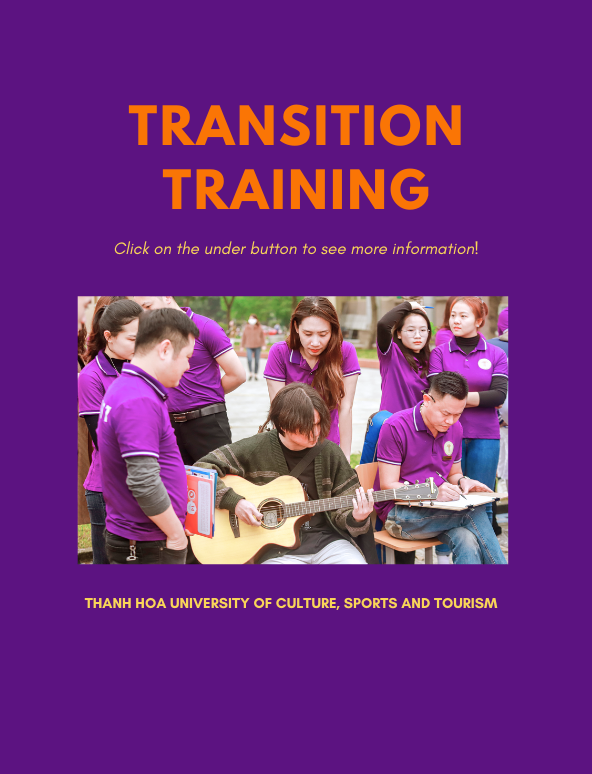 TRANSITION
TRAINING
Click on the under button to see more information!
THANH HOA UNIVERSITY OF CULTURE, SPORTS AND TOURISM